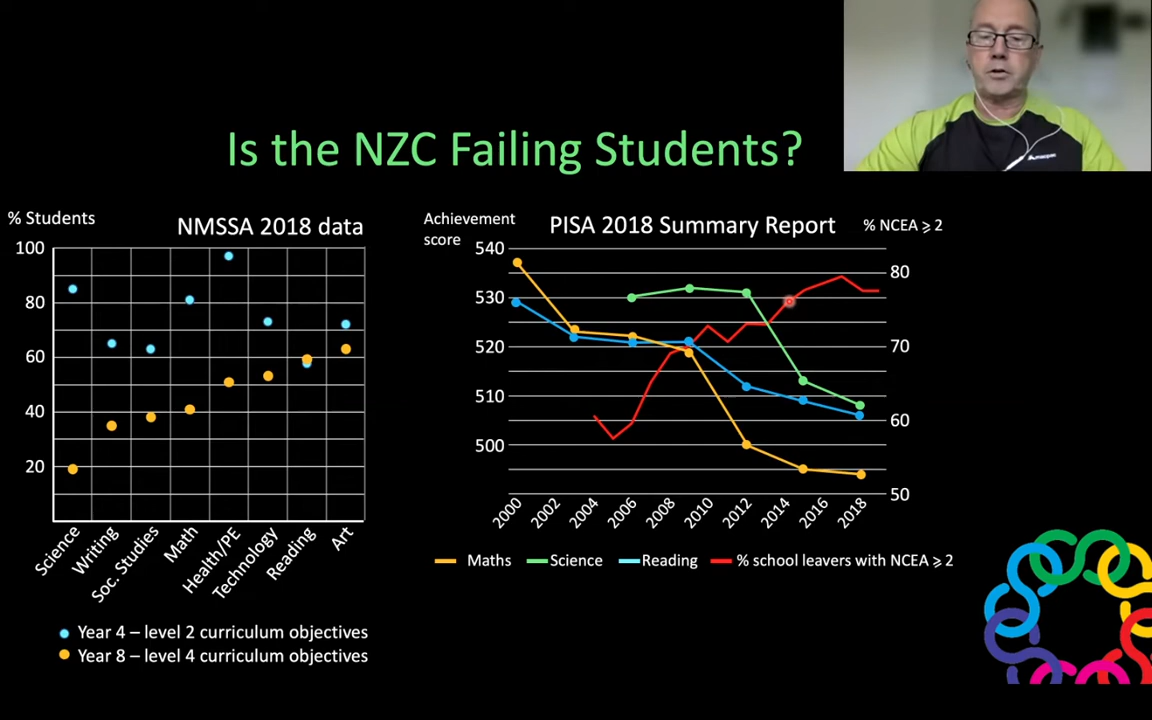 Is the NZC Failing Students?
% Students
NMSSA 2018 data
100
80
60
40
20
Science
Writing
Soc. Studies
Math
Health/PE
Technology
Reading
Art
Year 4 – level 2 curriculum objectives
Year 8 – level 4 curriculum objectives
Achievement
score
PISA 2018 Summary Report
% NCEA ⩾ 2
540
530
520
510
500
80
70
60
50
2000
2002
2004
2006
2008
2010
2012
2014
2016
2018
Maths
Science
Reading
% school leavers with NCEA ⩾ 2